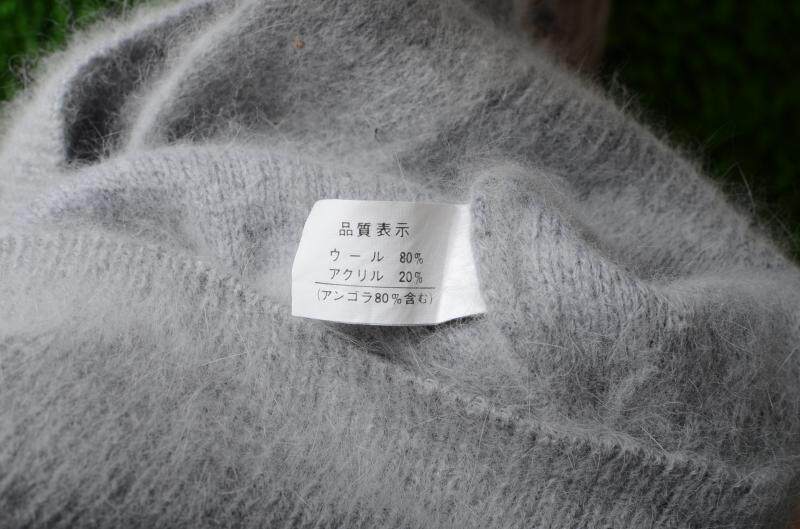 品質表示
ウール 80%
アクリル 20%
(アンゴラ80%含む)